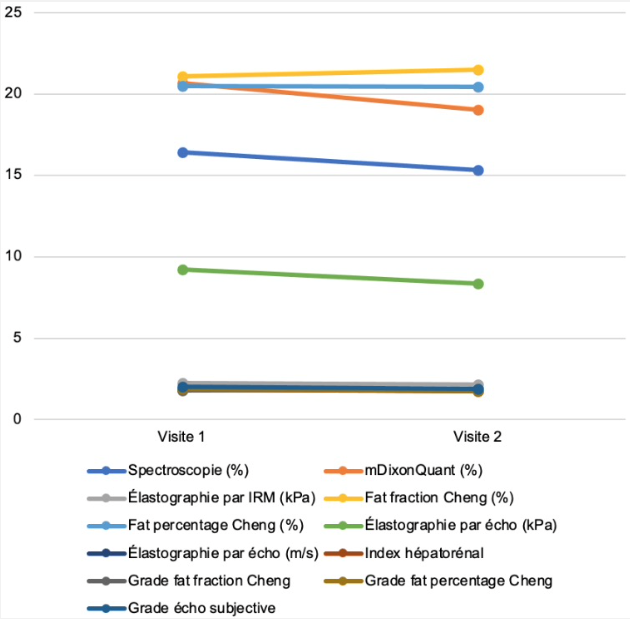 25
20
15
10
5
0
Visite 1 Visite 2
Spectroscopie (%) mDixonQuant (%)
Élastographie par IRM (kPa) Fat fraction Cheng (%)
Fat percentage Cheng (%) Élastographie par écho (kPa)
Élastographie par écho (m/s) Index hépatorénal
Grade fat fraction Cheng Grade fat percentage Cheng
Grade écho subjective